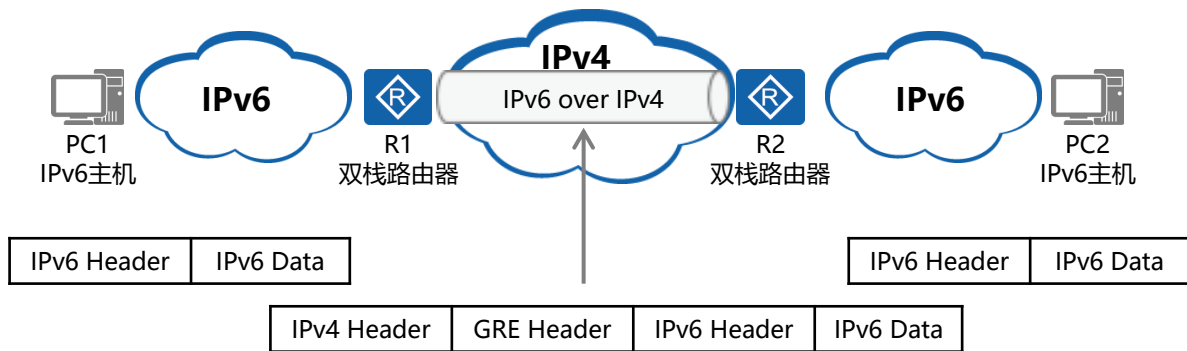 IPv4
IPv6
IPv6 over IPv4
IPv6
R
R
PC1
IPv6主机
R1
双栈路由器
R2
双栈路由器
PC2
IPv6主机
IPv6 Header IPv6 Data
IPv6 Header IPv6 Data
IPv4 Header GRE Header IPv6 Header IPv6 Data